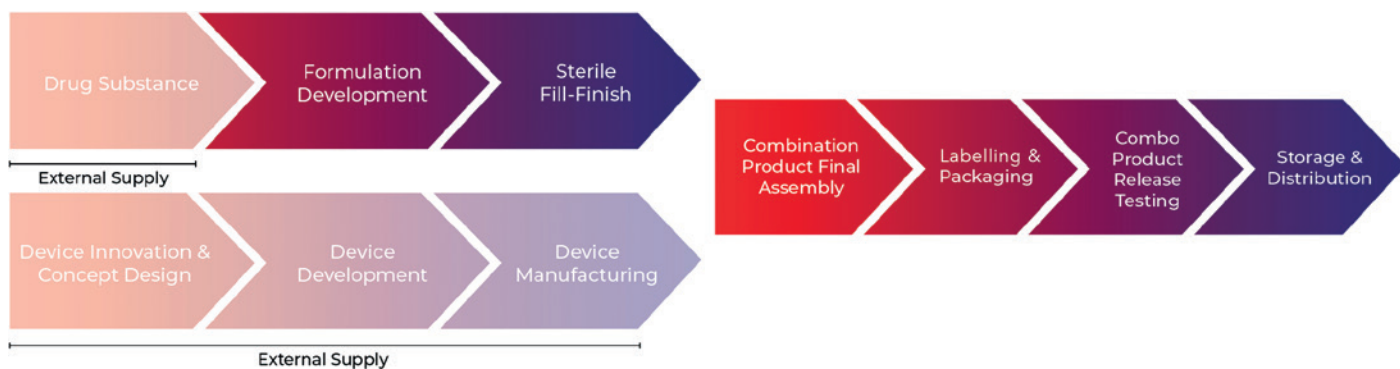 Drug Substance
Formulation
Development
Sterile
Fill-Finish
External Supply
Device Innovation &
Concept Design
Device
Development
Device
Manufacturing
External Supply
Combination
Product Final
Assembly
Labelling &
Packaging
Combo
Product
Release
Testing
Storage &
Distribution